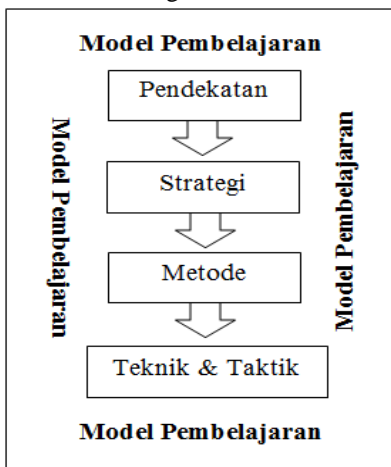 Model Pembelajaran
Pendekatan
Model Pembelajaran
Model Pembelajaran
Strategi
Metode
Teknik & Taktik
Model Pembelajaran